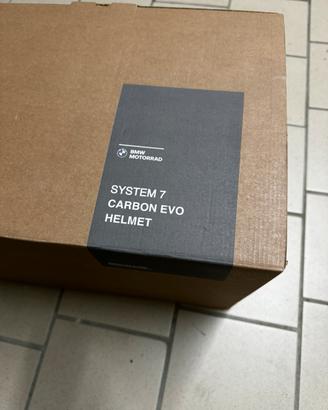 BMW
MOTORRAD
SYSTEM 7
CARBON EVO
HELMET